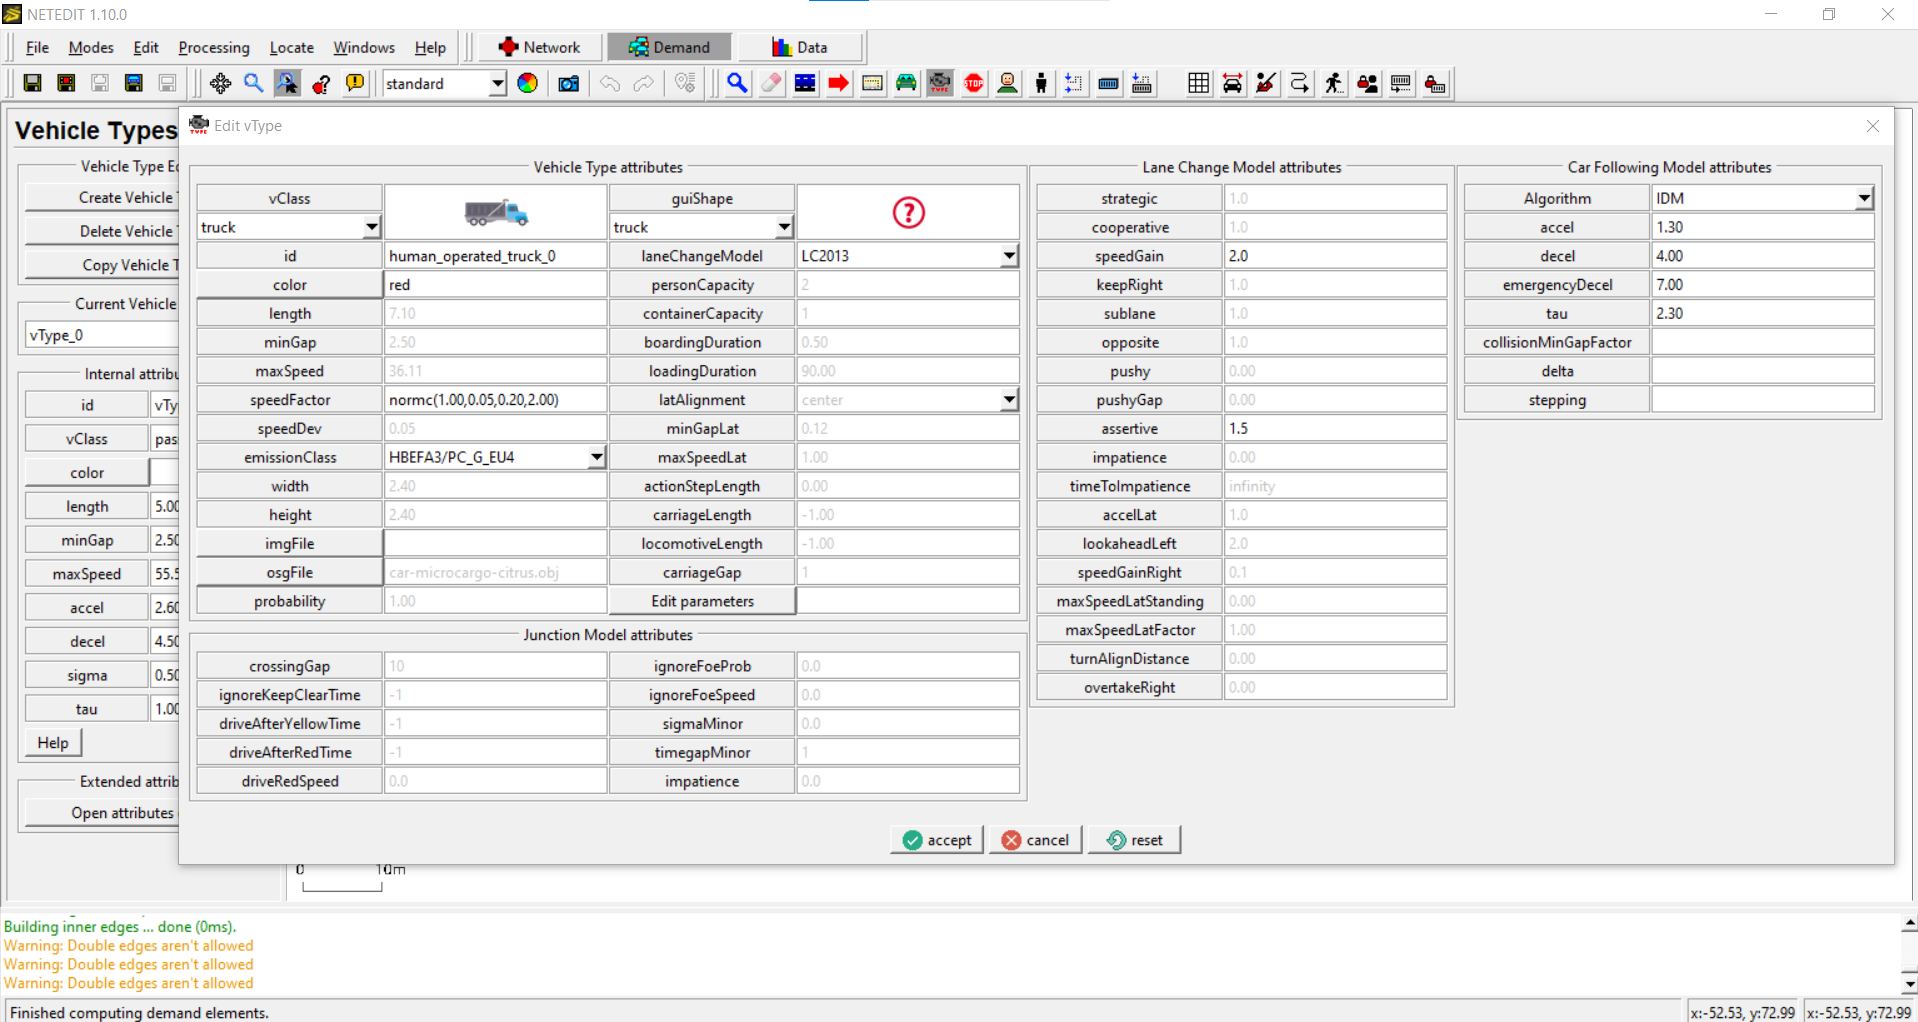 NETEDIT 1.10.0
File Modes Edit Processing Locate Windows Help Network Demand Data
standard
TYPE STOP
Vehicle Types
Vehicle Type Ed
Create Vehicle T
Delete Vehicle T
Copy Vehicle T
Current Vehicle
vType_0
Internal attribu
id vTy
vClass pas
color
length 5.00
minGap 2.50
maxSpeed 55.5
accel 2.60
decel 4.50
sigma 0.50
tau 1.00
Help
Extended attrib
Open attributes
TYPE Edit vType
Vehicle Type attributes
vClass guiShape
truck truck
id human_operated_truck_0 laneChangeModel LC2013
color red personCapacity 2
length 7.10 containerCapacity 1
minGap 2.50 boardingDuration 0.50
maxSpeed 36.11 loadingDuration 90.00
speedFactor normc(1.00,0.05,0.20,2.00) latAlignment center
speedDev 0.05 minGapLat 0.12
emissionClass HBEFA3/PC_G_EU4 maxSpeedLat 1.00
width 2.40 actionStepLength 0.00
height 2.40 carriageLength -1.00
imgFile locomotiveLength -1.00
osgFile car-microcargo-citrus.obj carriageGap 1
probability 1.00 Edit parameters
Junction Model attributes
crossingGap 10 ignoreFoeProb 0.0
ignoreKeepClearTime -1 ignoreFoeSpeed 0.0
driveAfterYellowTime -1 sigmaMinor 0.0
driveAfterRedTime -1 timegapMinor 1
driveRedSpeed 0.0 impatience 0.0
Lane Change Model attributes
strategic 1.0
cooperative 1.0
speedGain 2.0
keepRight 1.0
sublane 1.0
opposite 1.0
pushy 0.00
pushyGap 0.00
assertive 1.5
impatience 0.00
timeToImpatience infinity
accelLat 1.0
lookaheadLeft 2.0
speedGainRight 0.1
maxSpeedLatStanding 0.00
maxSpeedLatFactor 1.00
turnAlignDistance 0.00
overtakeRight 0.00
Car Following Model attributes
Algorithm IDM
accel 1.30
decel 4.00
emergencyDecel 7.00
tau 2.30
collisionMinGapFactor
delta
stepping
accept cancel reset
0 10m
Building inner edges ... done (0ms).
Warning: Double edges aren't allowed
Warning: Double edges aren't allowed
Warning: Double edges aren't allowed
Finished computing demand elements.
x:-52.53, y:72.99 x:-52.53, y:72.99